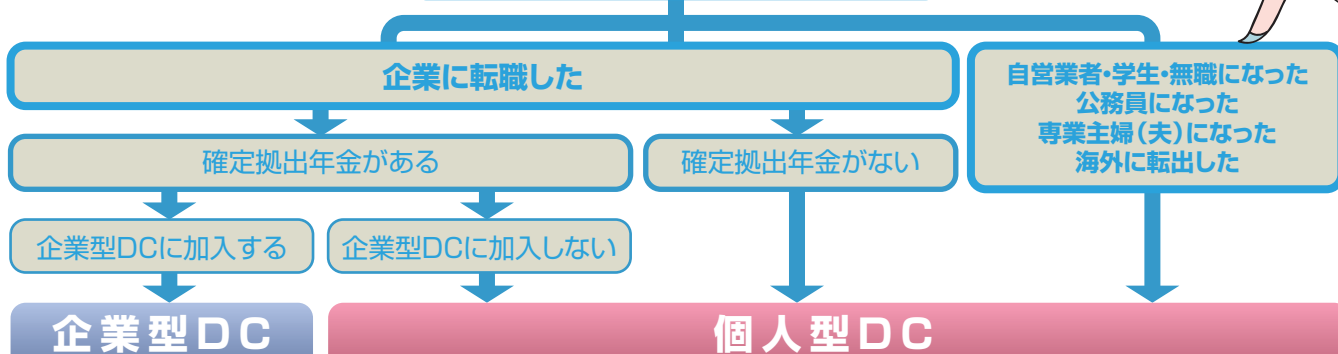 企業に転職した
自営業者・学生・無職になった
公務員になった
専業主婦(夫)になった
海外に転出した
確定拠出年金がある
確定拠出年金がない
企業型DCに加入する
企業型DCに加入しない
企業型DC
個人型DC